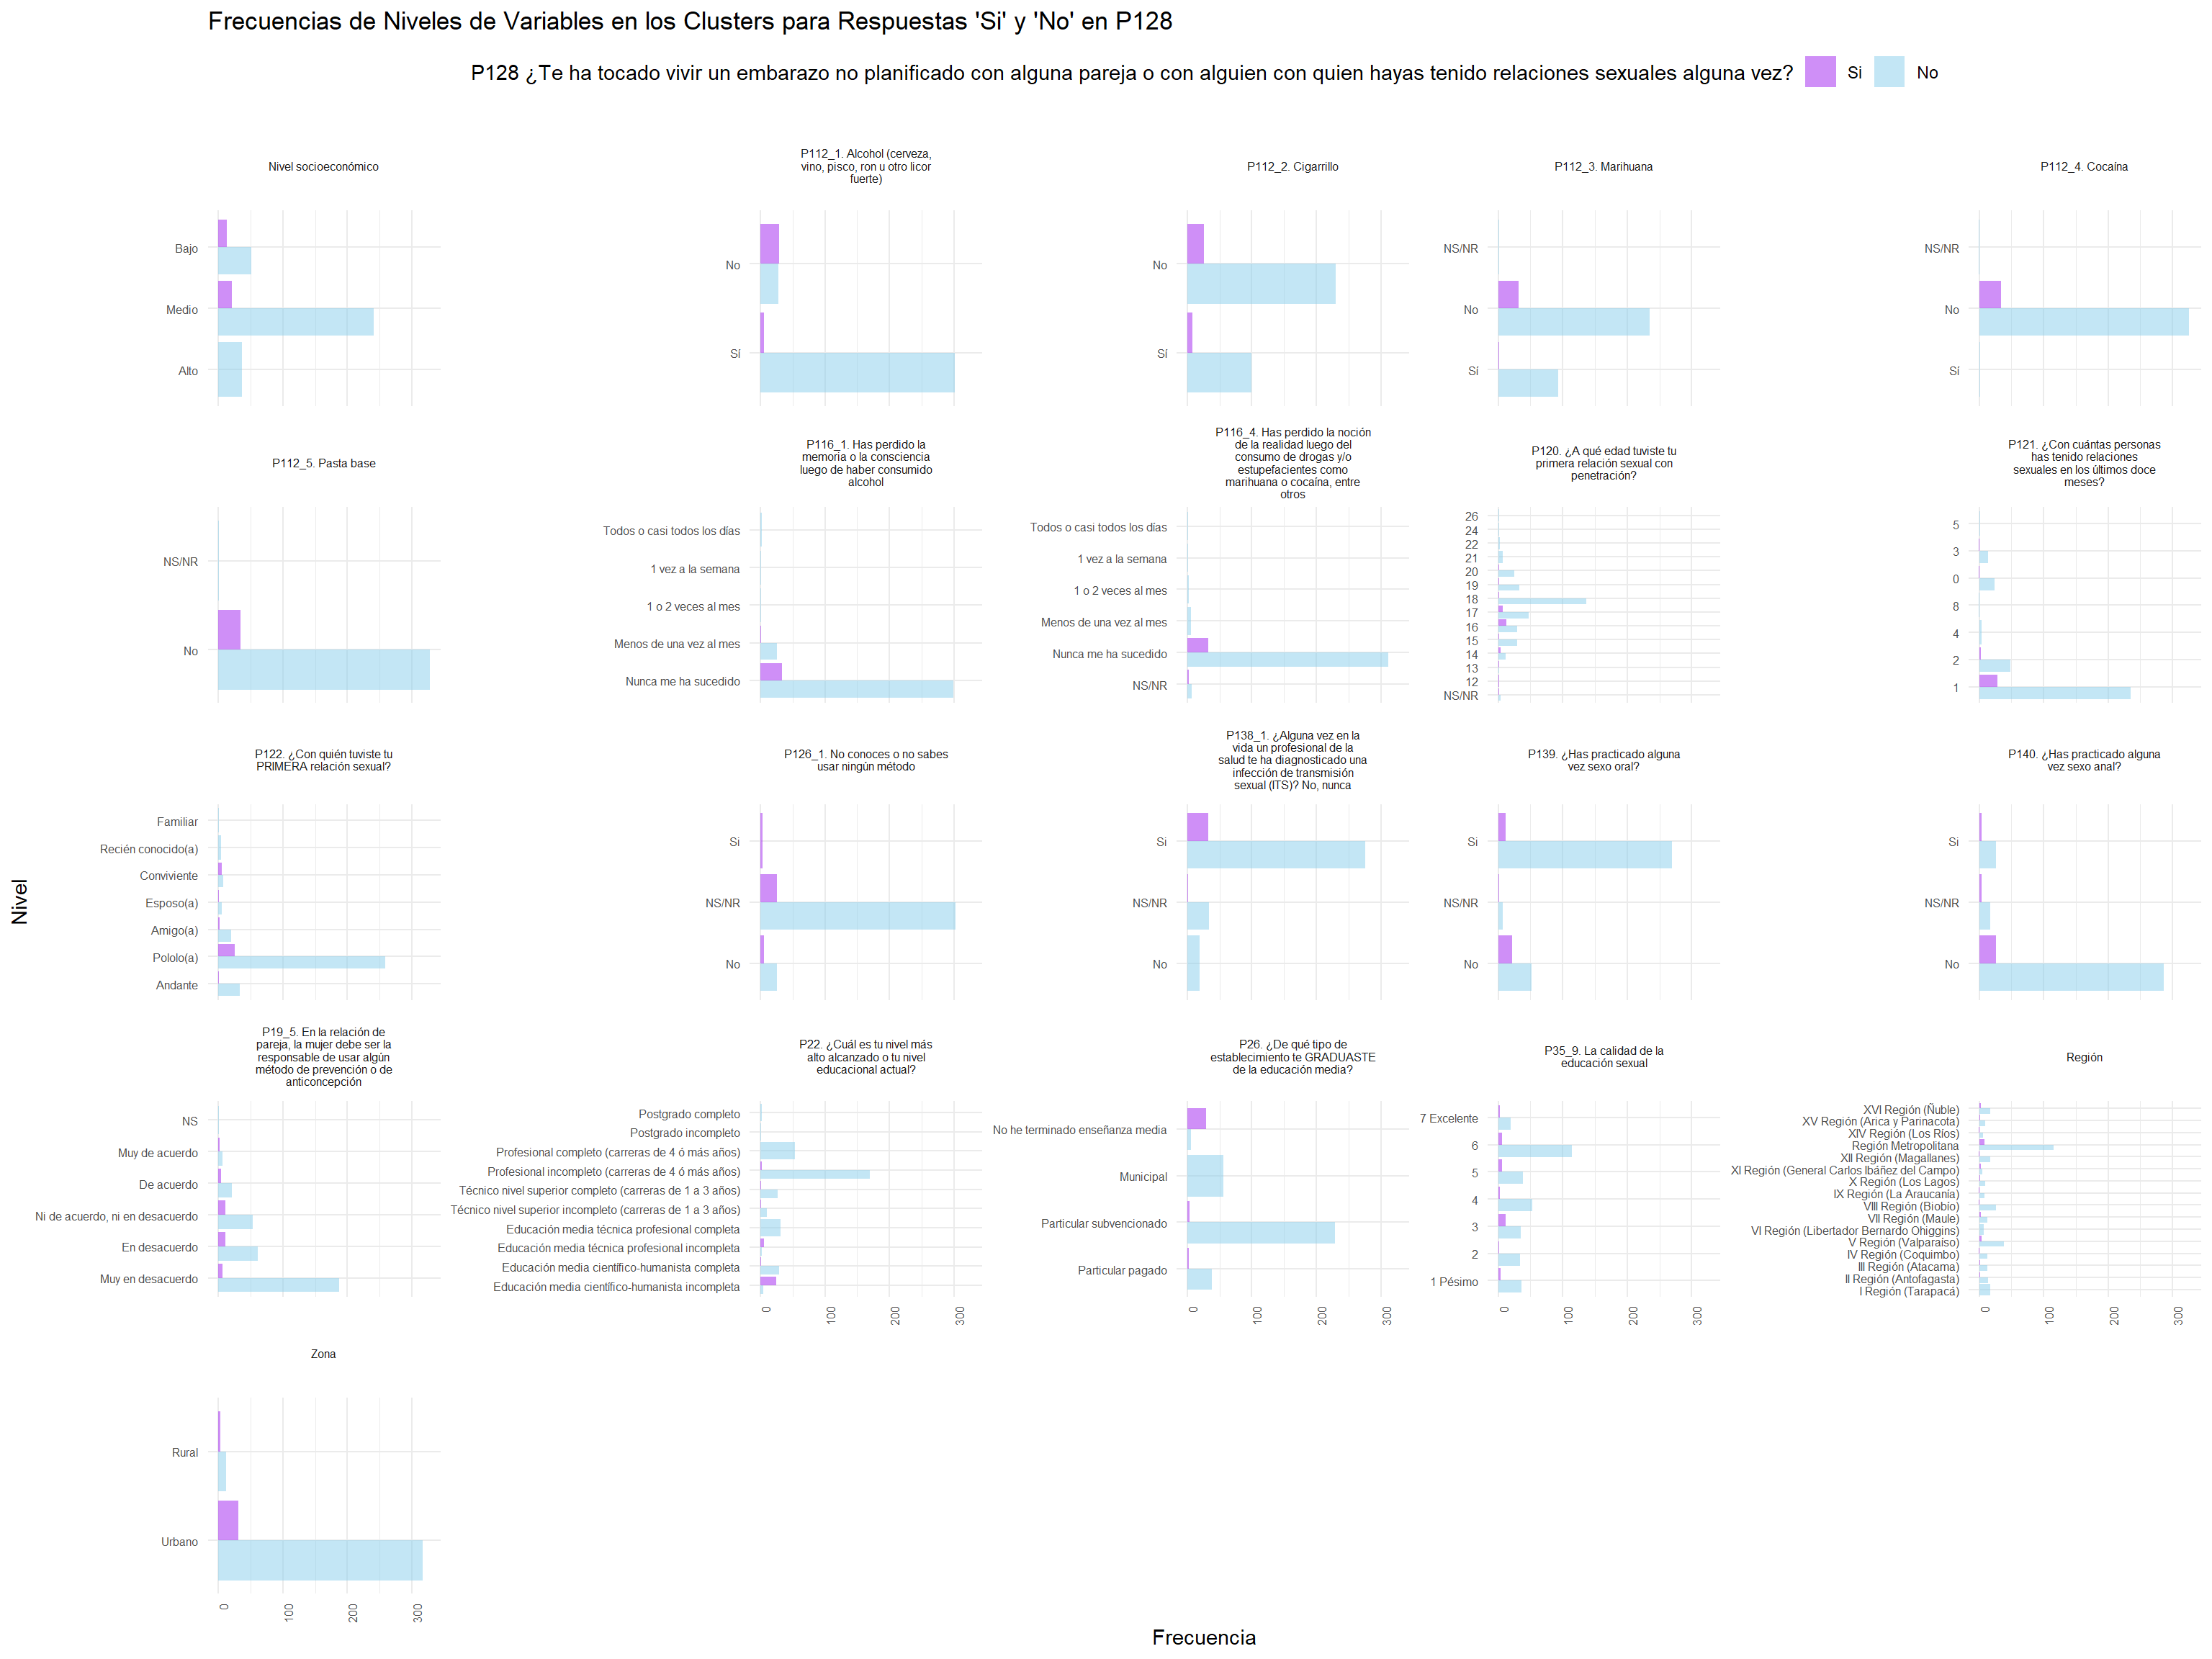 Frecuencias de Niveles de Variables en los Clusters para Respuestas 'Si' y 'No' en P128
P128 ¿Te ha tocado vivir un embarazo no planificado con alguna pareja o con alguien con quien hayas tenido relaciones sexuales alguna vez? Si No
Nivel socioeconómico
Bajo
Medio
Alto
P112_1. Alcohol (cerveza,
vino, pisco, ron u otro licor
fuerte)
No
Sí
P112_2. Cigarrillo
No
Sí
P112_3. Marihuana
NS/NR
No
Sí
P112_4. Cocaína
NS/NR
No
Sí
P112_5. Pasta base
NS/NR
No
P116_1. Has perdido la
memoria o la consciencia
luego de haber consumido
alcohol
Todos o casi todos los días
1 vez a la semana
1 o 2 veces al mes
Menos de una vez al mes
Nunca me ha sucedido
P116_4. Has perdido la noción
de la realidad luego del
consumo de drogas y/o
estupefacientes como
marihuana o cocaína, entre
otros
Todos o casi todos los días
1 vez a la semana
1 o 2 veces al mes
Menos de una vez al mes
Nunca me ha sucedido
NS/NR
P120. ¿A qué edad tuviste tu
primera relación sexual con
penetración?
26
24
22
21
20
19
18
17
16
15
14
13
12
NS/NR
P121. ¿Con cuántas personas
has tenido relaciones
sexuales en los últimos doce
meses?
5
3
0
8
4
2
1
P122. ¿Con quién tuviste tu
PRIMERA relación sexual?
Familiar
Recién conocido(a)
Conviviente
Esposo(a)
Amigo(a)
Pololo(a)
Andante
P126_1. No conoces o no sabes
usar ningún método
Si
NS/NR
No
P138_1. ¿Alguna vez en la
vida un profesional de la
salud te ha diagnosticado una
infección de transmisión
sexual (ITS)? No, nunca
Si
NS/NR
No
P139. ¿Has practicado alguna
vez sexo oral?
Si
NS/NR
No
P140. ¿Has practicado alguna
vez sexo anal?
Si
NS/NR
No
P19_5. En la relación de
pareja, la mujer debe ser la
responsable de usar algún
método de prevención o de
anticoncepción
NS
Muy de acuerdo
De acuerdo
Ni de acuerdo, ni en desacuerdo
En desacuerdo
Muy en desacuerdo
P22. ¿Cuál es tu nivel más
alto alcanzado o tu nivel
educacional actual?
Postgrado completo
Postgrado incompleto
Profesional completo (carreras de 4 ó más años)
Profesional incompleto (carreras de 4 ó más años)
Técnico nivel superior completo (carreras de 1 a 3 años)
Técnico nivel superior incompleto (carreras de 1 a 3 años)
Educación media técnica profesional completa
Educación media técnica profesional incompleta
Educación media científico-humanista completa
Educación media científico-humanista incompleta
0 100 200 300
P26. ¿De qué tipo de
establecimiento te GRADUASTE
de la educación media?
No he terminado enseñanza media
Municipal
Particular subvencionado
Particular pagado
0 100 200 300
P35_9. La calidad de la
educación sexual
7 Excelente
6
5
4
3
2
1 Pésimo
0 100 200 300
Región
XVI Región (Ñuble)
XV Región (Arica y Parinacota)
XIV Región (Los Ríos)
Región Metropolitana
XII Región (Magallanes)
XI Región (General Carlos Ibáñez del Campo)
X Región (Los Lagos)
IX Región (La Araucanía)
VIII Región (Biobío)
VII Región (Maule)
VI Región (Libertador Bernardo Ohiggins)
V Región (Valparaíso)
IV Región (Coquimbo)
III Región (Atacama)
II Región (Antofagasta)
I Región (Tarapacá)
0 100 200 300
Zona
Rural
Urbano
0 100 200 300
Nivel
Frecuencia